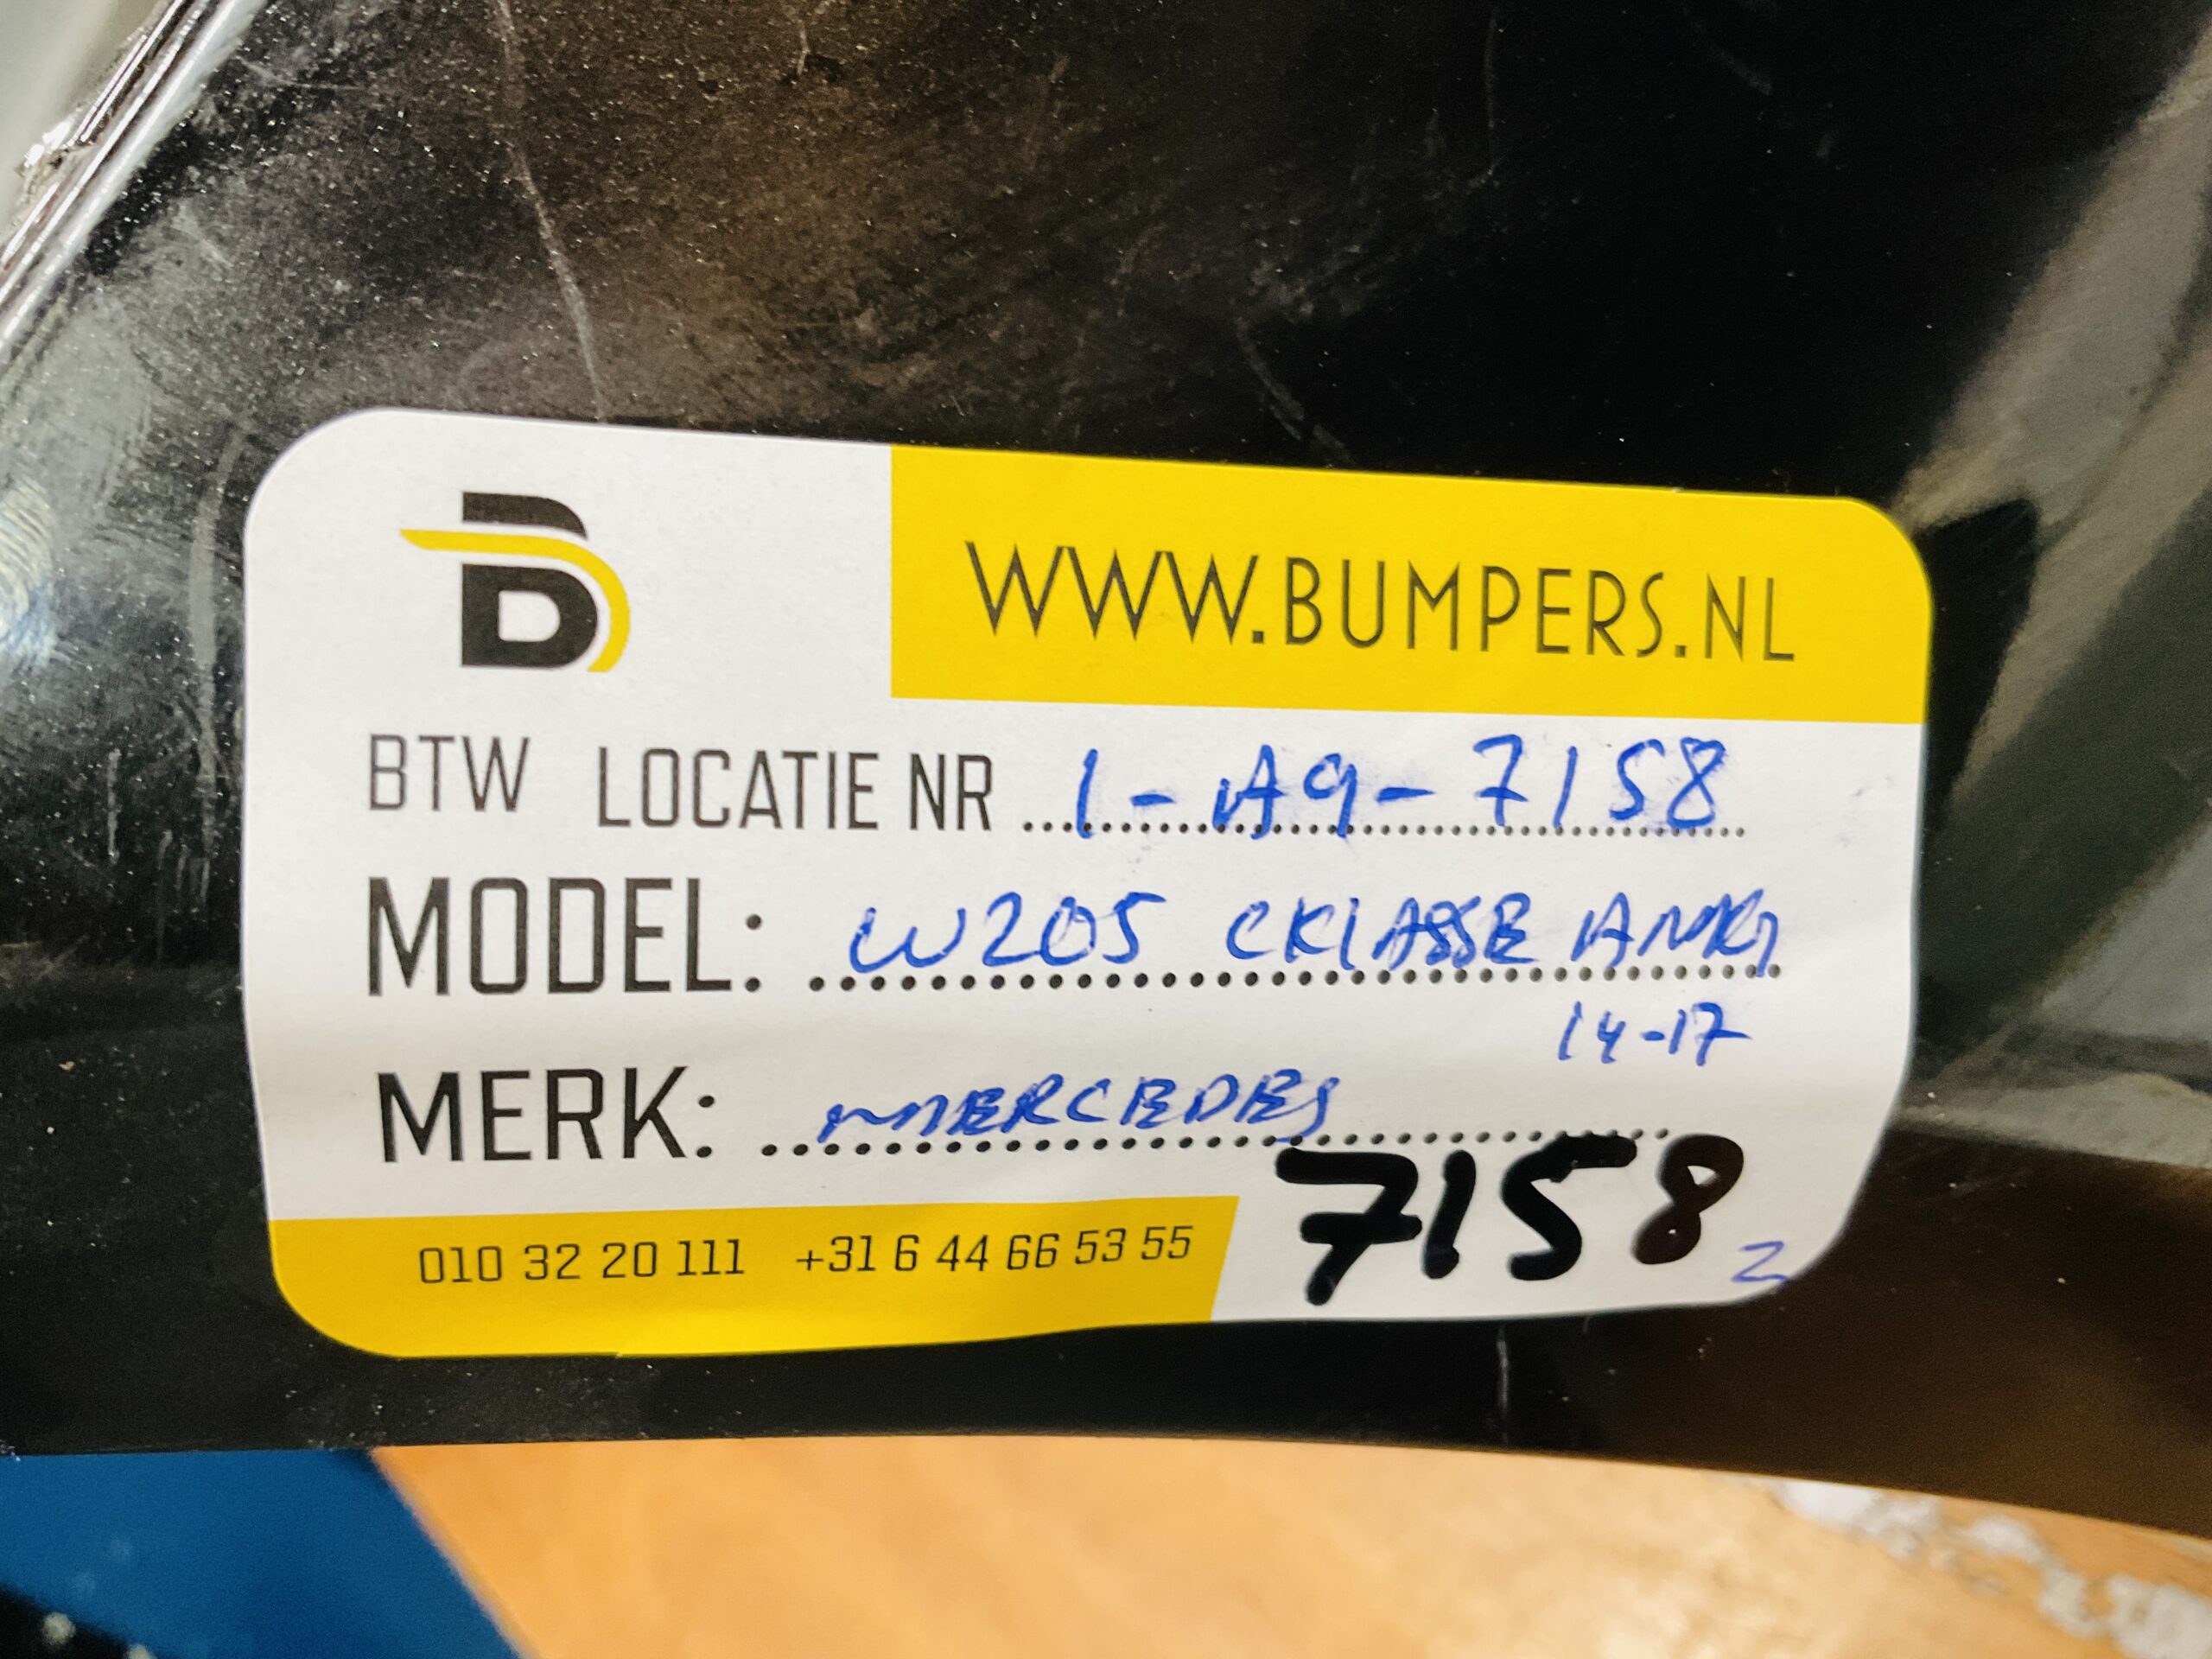 B
WWW.BUMPERS.NL
BTW LOCATIE NR 1-A9-7158
MODEL: W205 CKLASSE AMG
14-17
MERK: MERCEDES
7158
2
010 32 20 111 +31 6 44 66 53 55